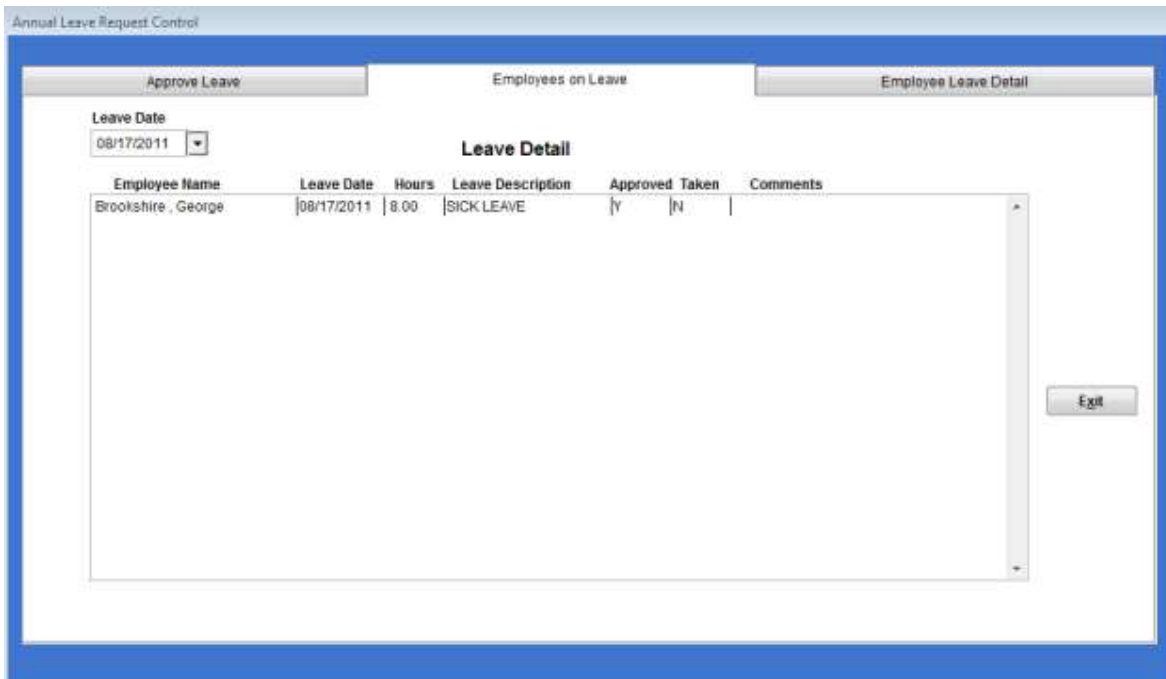 Annual Leave Request Control
Approve Leave Employees on Leave Employee Leave Detail
Leave Date
08/17/2011
Leave Detail
Employee Name Leave Date Hours Leave Description Approved Taken Comments
Brookshire , George 08/17/2011 8.00 SICK LEAVE Y N
Exit